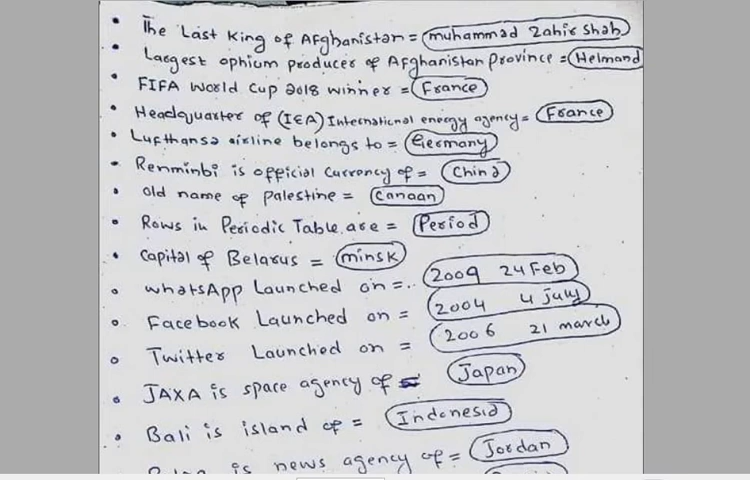 • The Last King of Afghanistan = muhammad Zahir Shah
• Largest ophium producer of Afghanistan province = Helmand
• FIFA World Cup 2018 winner = France
• Headquarter of (IEA) International energy agency = France
• Lufthansa airline belongs to = Germany
• Renminbi is official currency of = China
• old name of palestine = Canaan
• Rows in Periodic Table are = Period
• Capital of Belarus = minsk
• WhatsApp Launched on = 2009 24 Feb
• Facebook Launched on = 2004 4 july
• Twitter Launched on = 2006 21 march
• JAXA is space agency of = Japan
• Bali is island of = Indonesia
is news agency of = Jordan